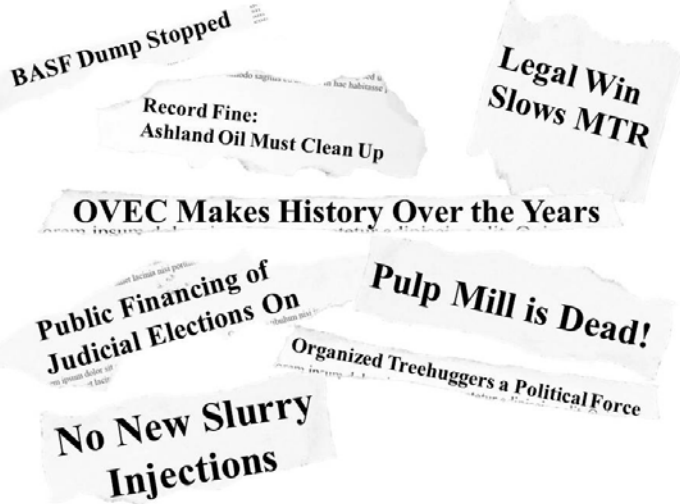 BASF Dump Stopped
Legal Win
Slows MTR
Record Fine:
Ashland Oil Must Clean Up
OVEC Makes History Over the Years
Public Financing of
Judicial Elections On
Pulp Mill is Dead!
Organized Treehuggers a Political Force
No New Slurry
Injections